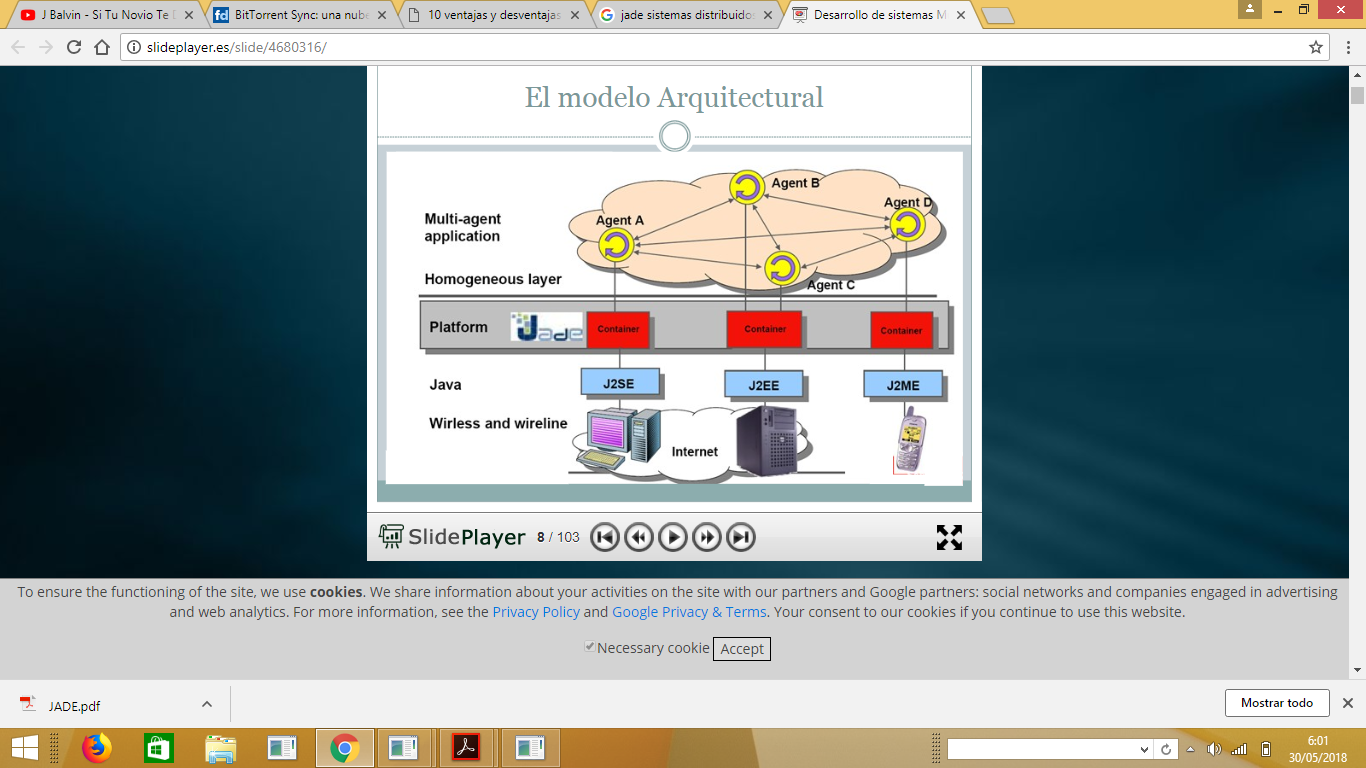 J Balvin - Si Tu Novio Te D
BitTorrent Sync: una nube
10 ventajas y desventajas
jade sistemas distribuidos
Desarrollo de sistemas M
slideplayer.es/slide/4680316/
El modelo Arquitectural
Agent B
Agent D
Multi-agent
application
Agent A
Homogeneous layer
Agent C
Platform
Jade
Container
Container
Container
Java
J2SE
J2EE
J2ME
Wirless and wireline
Internet
SlidePlayer
8 / 103
To ensure the functioning of the site, we use cookies. We share information about your activities on the site with our partners and Google partners: social networks and companies engaged in advertising
and web analytics. For more information, see the Privacy Policy and Google Privacy & Terms. Your consent to our cookies if you continue to use this website.
Necessary cookie Accept
JADE.pdf
Mostrar todo
6:01
30/05/2018